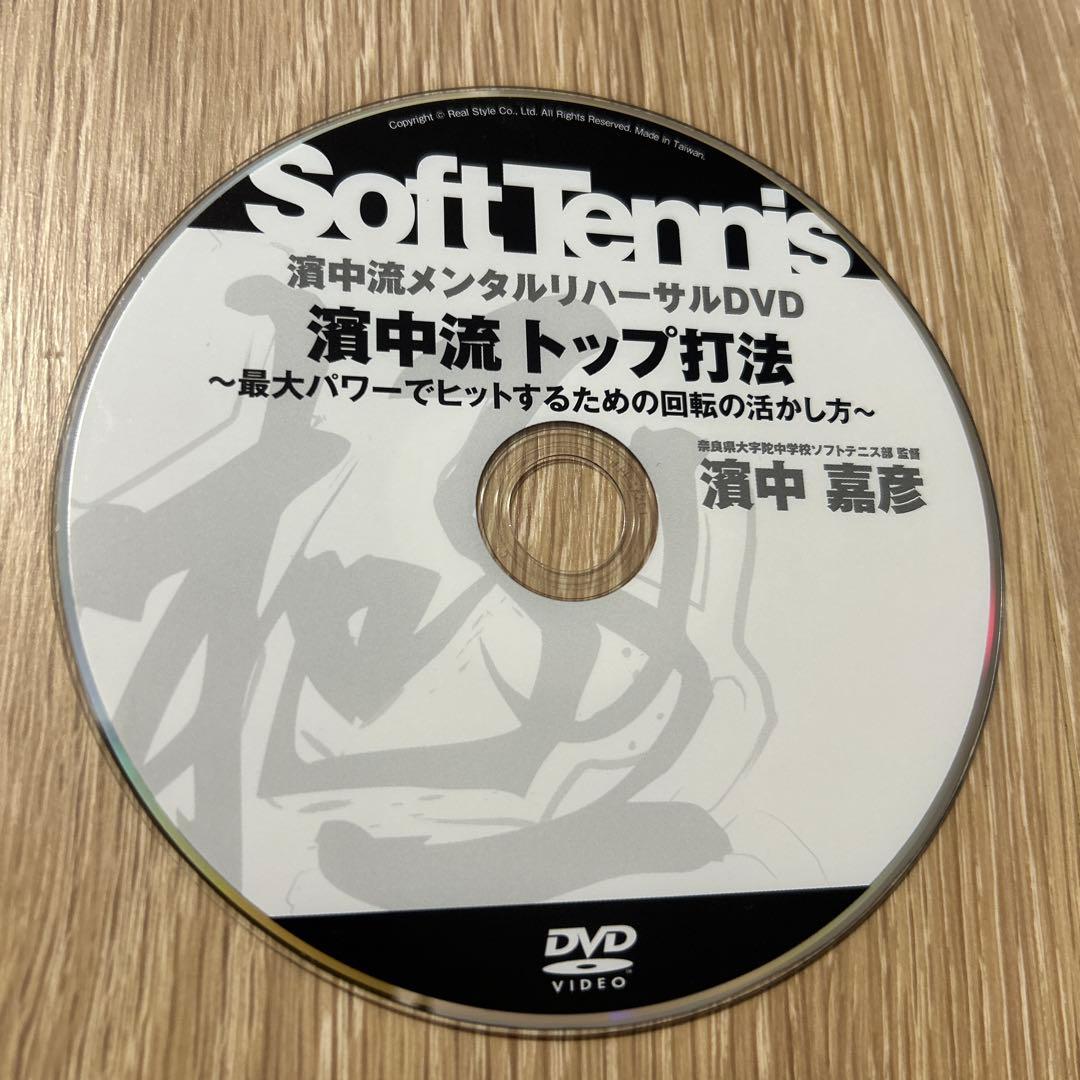 Copyright © Real Style Co., Ltd. All Rights Reserved. Made in Taiwan.
Soft Tennis
濱中流メンタルリハーサルDVD
濱中流 トップ打法
〜最大パワーでヒットするための回転の活かし方〜
奈良県大字陀中学校ソフトテニス部 監督
濱中 嘉彦
DVD
VIDEO